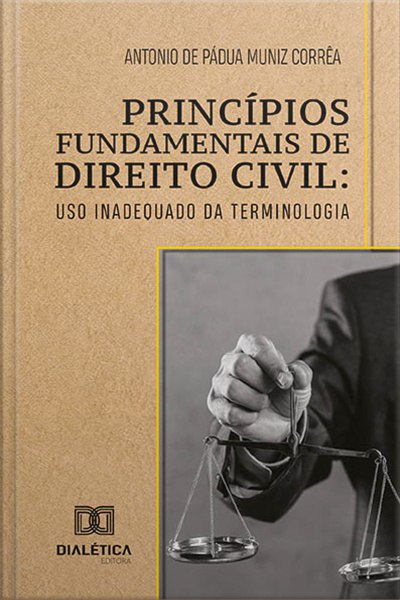 ANTONIO DE PÁDUA MUNIZ CORRÊA
PRINCÍPIOS
FUNDAMENTAIS DE
DIREITO CIVIL:
USO INADEQUADO DA TERMINOLOGIA
DIALÉTICA
EDITORA